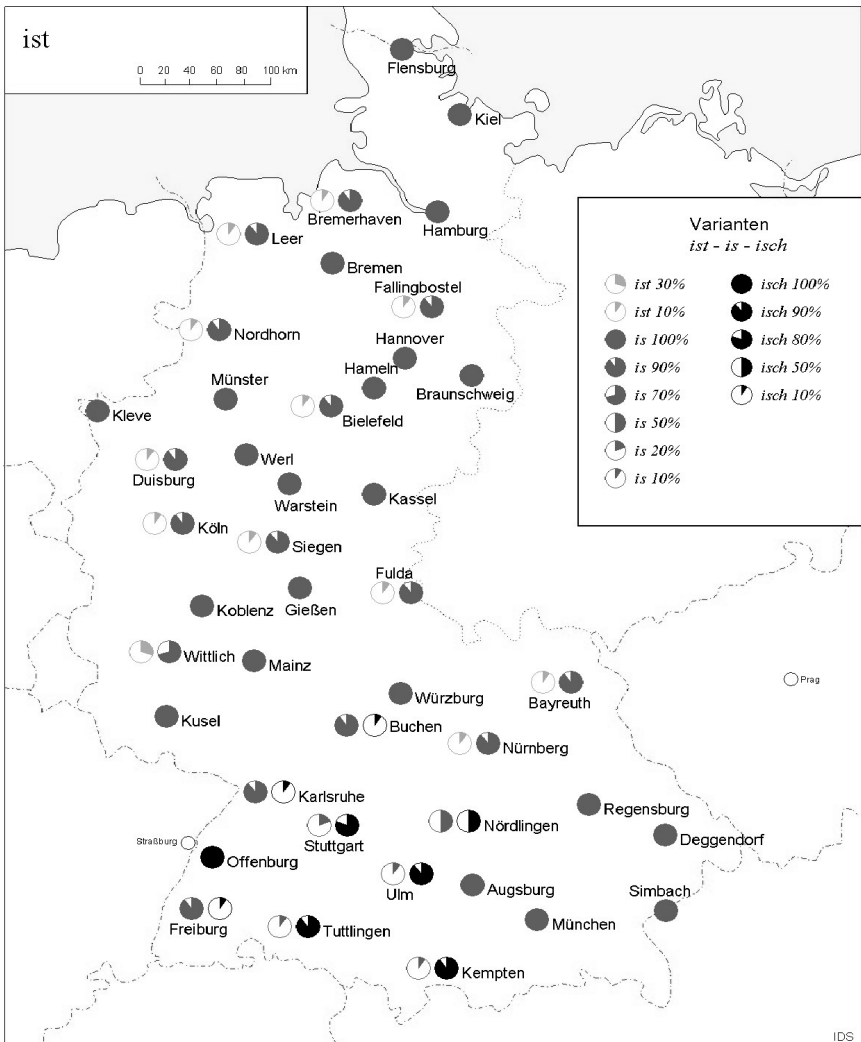 ist
0 20 40 60 80 100 km
Flensburg
Kiel
Bremerhaven
Hamburg
Leer
Bremen
Fallingbostel
Nordhorn
Hannover
Hameln
Münster
Braunschweig
Kleve
Bielefeld
Werl
Duisburg
Warstein
Kassel
Köln
Siegen
Fulda
Gießen
Koblenz
Wittlich
Mainz
Prag
Würzburg
Bayreuth
Kusel
Buchen
Nürnberg
Karlsruhe
Regensburg
Nördlingen
Straßburg
Stuttgart
Deggendorf
Offenburg
Ulm
Augsburg
Simbach
Freiburg
Tuttlingen
München
Kempten
Varianten
ist - is - isch
ist 30%
ist 10%
is 100%
is 90%
is 70%
is 50%
is 20%
is 10%
isch 100%
isch 90%
isch 80%
isch 50%
isch 10%
IDS